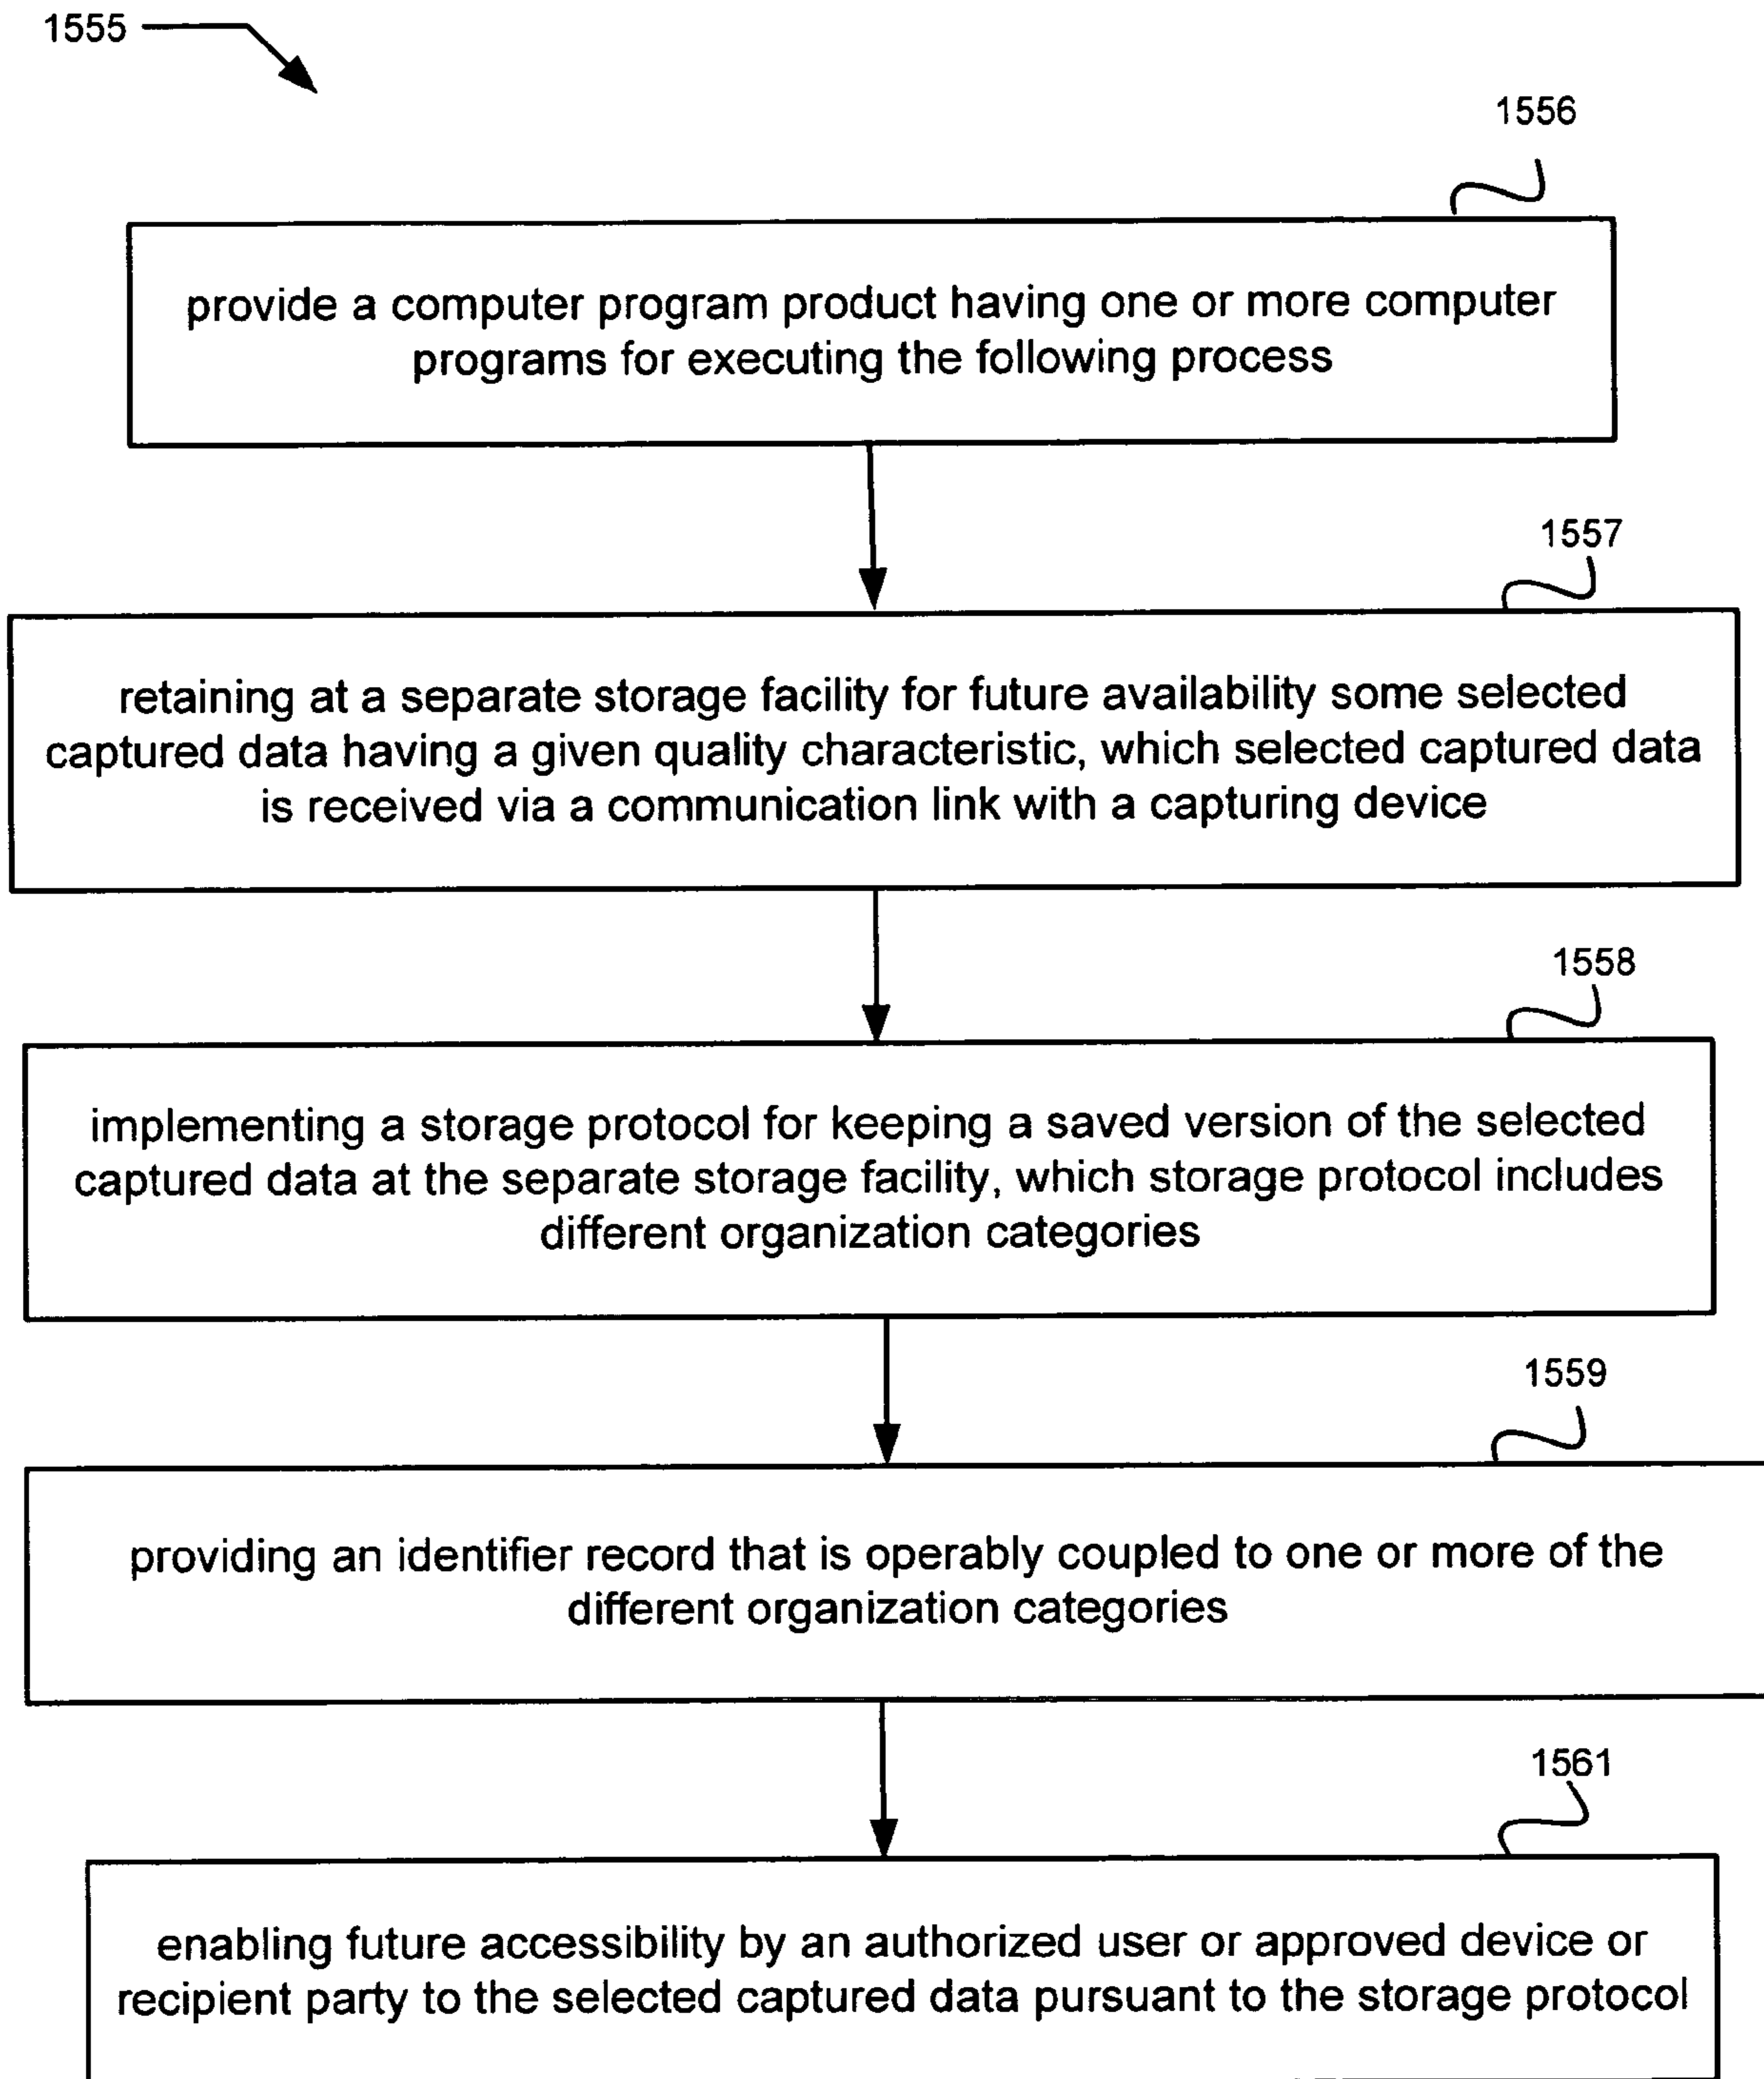 1555
1556
provide a computer program product having one or more computer
programs for executing the following process
1557
retaining at a separate storage facility for future availability some selected
captured data having a given quality characteristic, which selected captured data
is received via a communication link with a capturing device
1558
implementing a storage protocol for keeping a saved version of the selected
captured data at the separate storage facility, which storage protocol includes
different organization categories
1559
providing an identifier record that is operably coupled to one or more of the
different organization categories
1561
enabling future accessibility by an authorized user or approved device or
recipient party to the selected captured data pursuant to the storage protocol